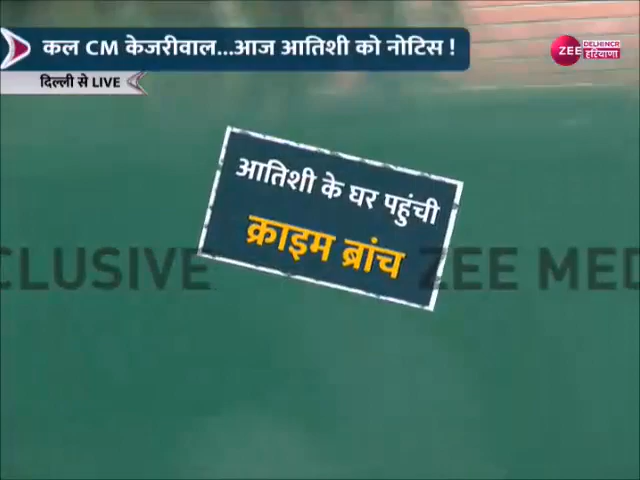 कल CM केजरीवाल...आज आतिशी को नोटिस !
ZEE DELHI NCR
हरियाणा
दिल्ली से LIVE
आतिशी के घर पहुंची
क्राइम ब्रांच
CLUSIVE ZEE MED